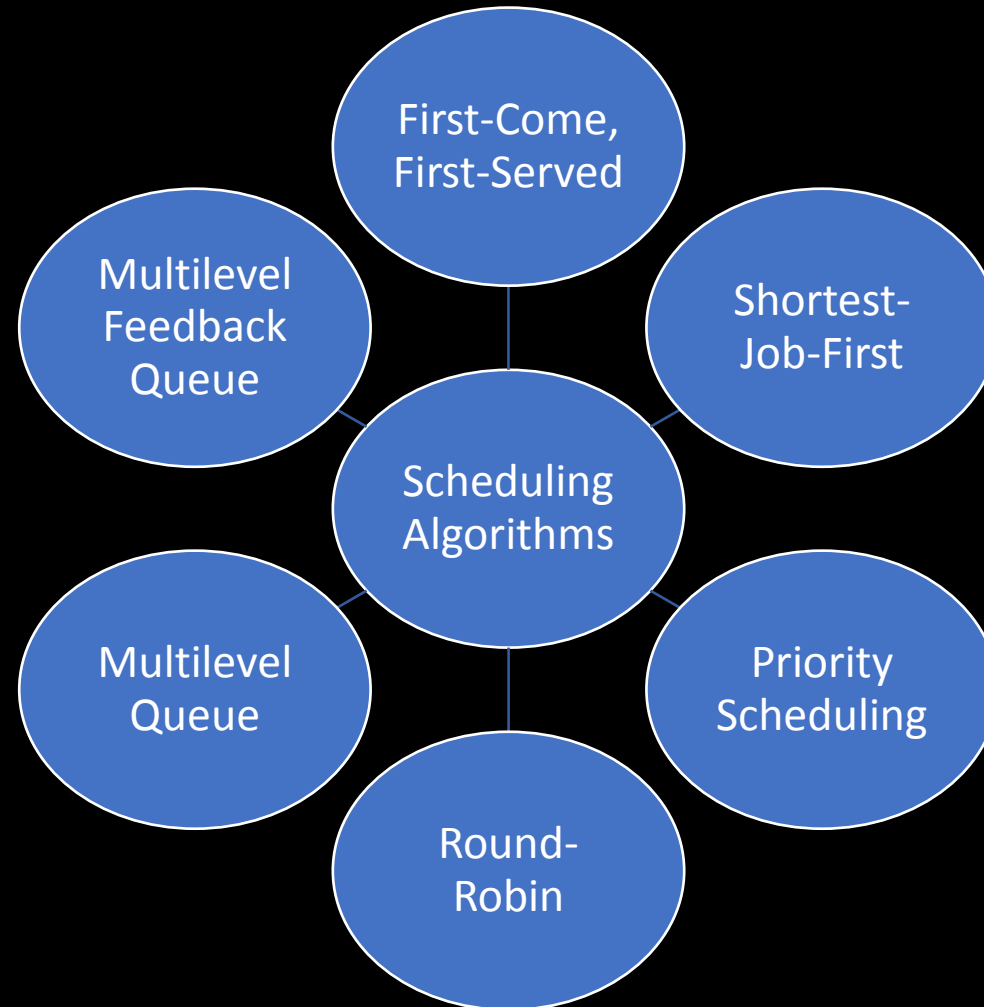 First-Come,
First-Served
Multilevel
Feedback
Queue
Shortest-
Job-First
Scheduling
Algorithms
Multilevel
Queue
Priority
Scheduling
Round-
Robin